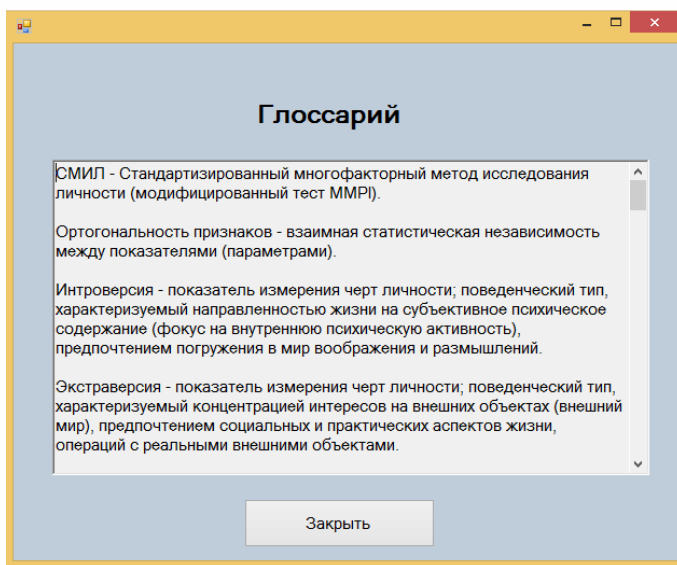 Глоссарий
СМИЛ - Стандартизированный многофакторный метод исследования
личности (модифицированный тест MMPI).
Ортогональность признаков - взаимная статистическая независимость
между показателями (параметрами).
Интроверсия - показатель измерения черт личности; поведенческий тип,
характеризуемый направленностью жизни на субъективное психическое
содержание (фокус на внутреннюю психическую активность),
предпочтением погружения в мир воображения и размышлений.
Экстраверсия - показатель измерения черт личности; поведенческий тип,
характеризуемый концентрацией интересов на внешних объектах (внешний
мир), предпочтением социальных и практических аспектов жизни,
операций с реальными внешними объектами.
Закрыть